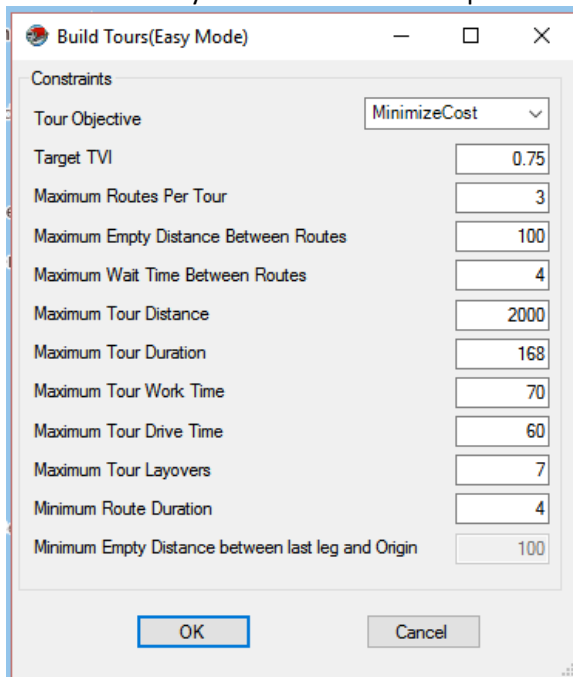 Build Tours(Easy Mode)
Constraints
Tour Objective MinimizeCost
Target TVI 0.75
Maximum Routes Per Tour 3
Maximum Empty Distance Between Routes 100
Maximum Wait Time Between Routes 4
Maximum Tour Distance 2000
Maximum Tour Duration 168
Maximum Tour Work Time 70
Maximum Tour Drive Time 60
Maximum Tour Layovers 7
Minimum Route Duration 4
Minimum Empty Distance between last leg and Origin 100
OK Cancel